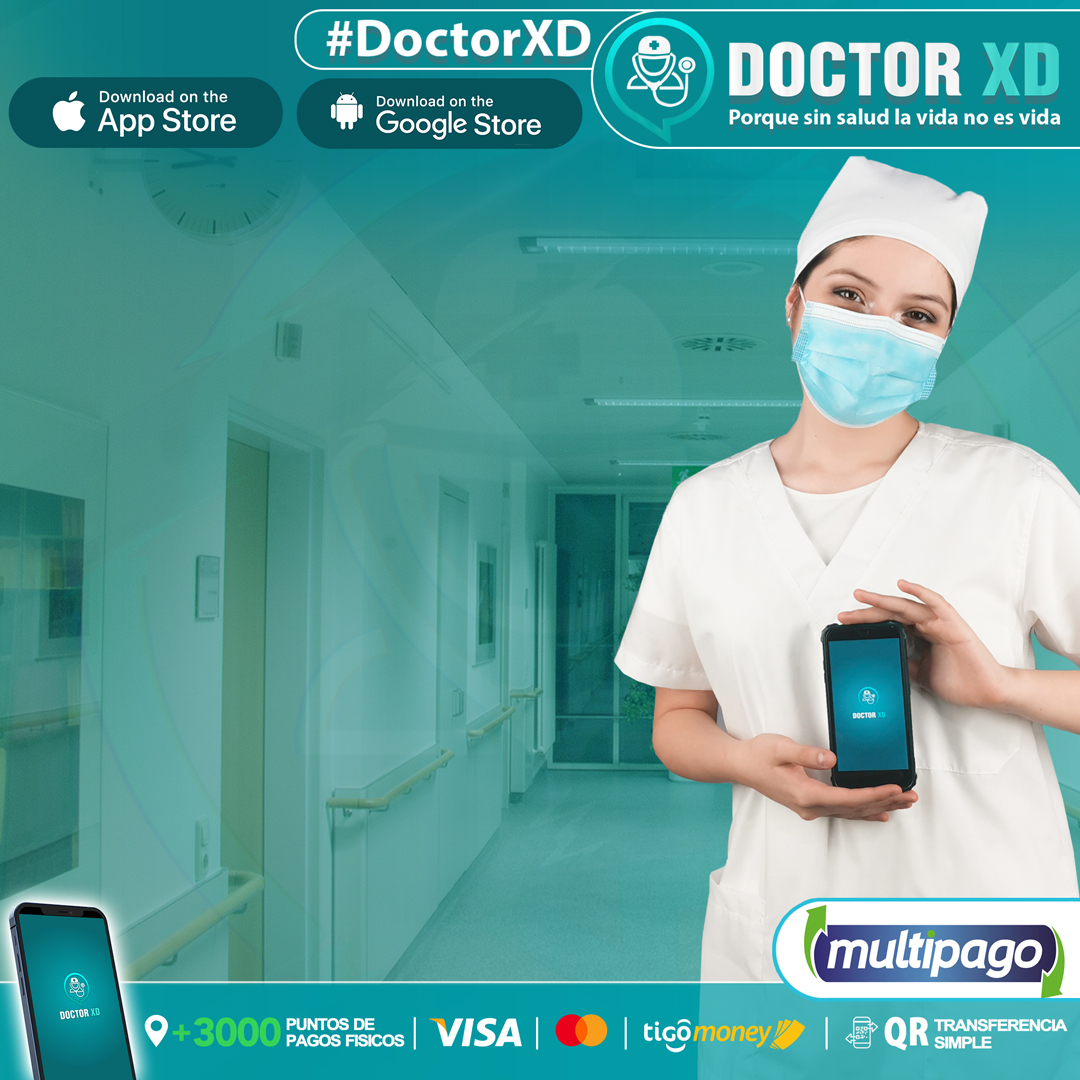 #DoctorXD
DOCTOR XD
Porque sin salud la vida no es vida
Download on the
App Store
Download on the
Google Store
DOCTOR XD
multipago
DOCTOR XD
+3000 PUNTOS DE
PAGOS FISICOS
VISA
tigo money
QR TRANSFERENCIA
SIMPLE